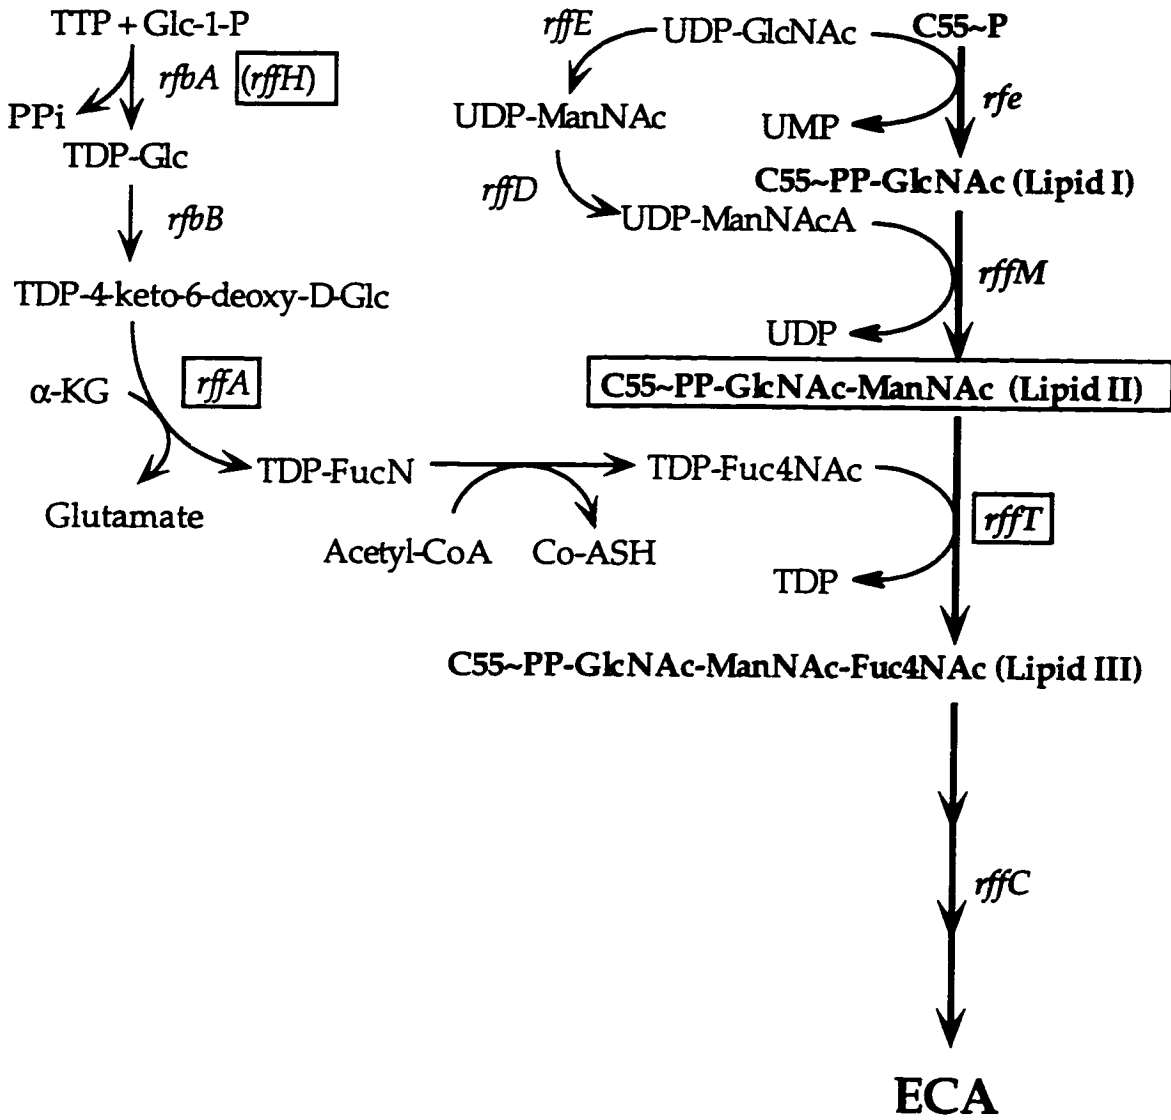 TTP + Glc-1-P
rfbA (rffH)
PPi
TDP-Glc
rfbB
TDP-4-keto-6-deoxy-D-Glc
α-KG
rffA
Glutamate
TDP-FucN
Acetyl-CoA
Co-ASH
TDP-Fuc4NAc
rffE
UDP-GlcNAc
C55~P
UDP-ManNAc
UMP
rfe
C55~PP-GlcNAc (Lipid I)
rffD
UDP-ManNAcA
rffM
UDP
C55~PP-GlcNAc-ManNAc (Lipid II)
rffT
TDP
C55~PP-GlcNAc-ManNAc-Fuc4NAc (Lipid III)
rffC
ECA